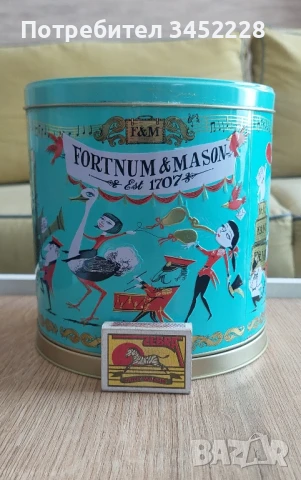 Потребител 3452228
F&M
FORTNUM & MASON
Est 1707
BAZAR